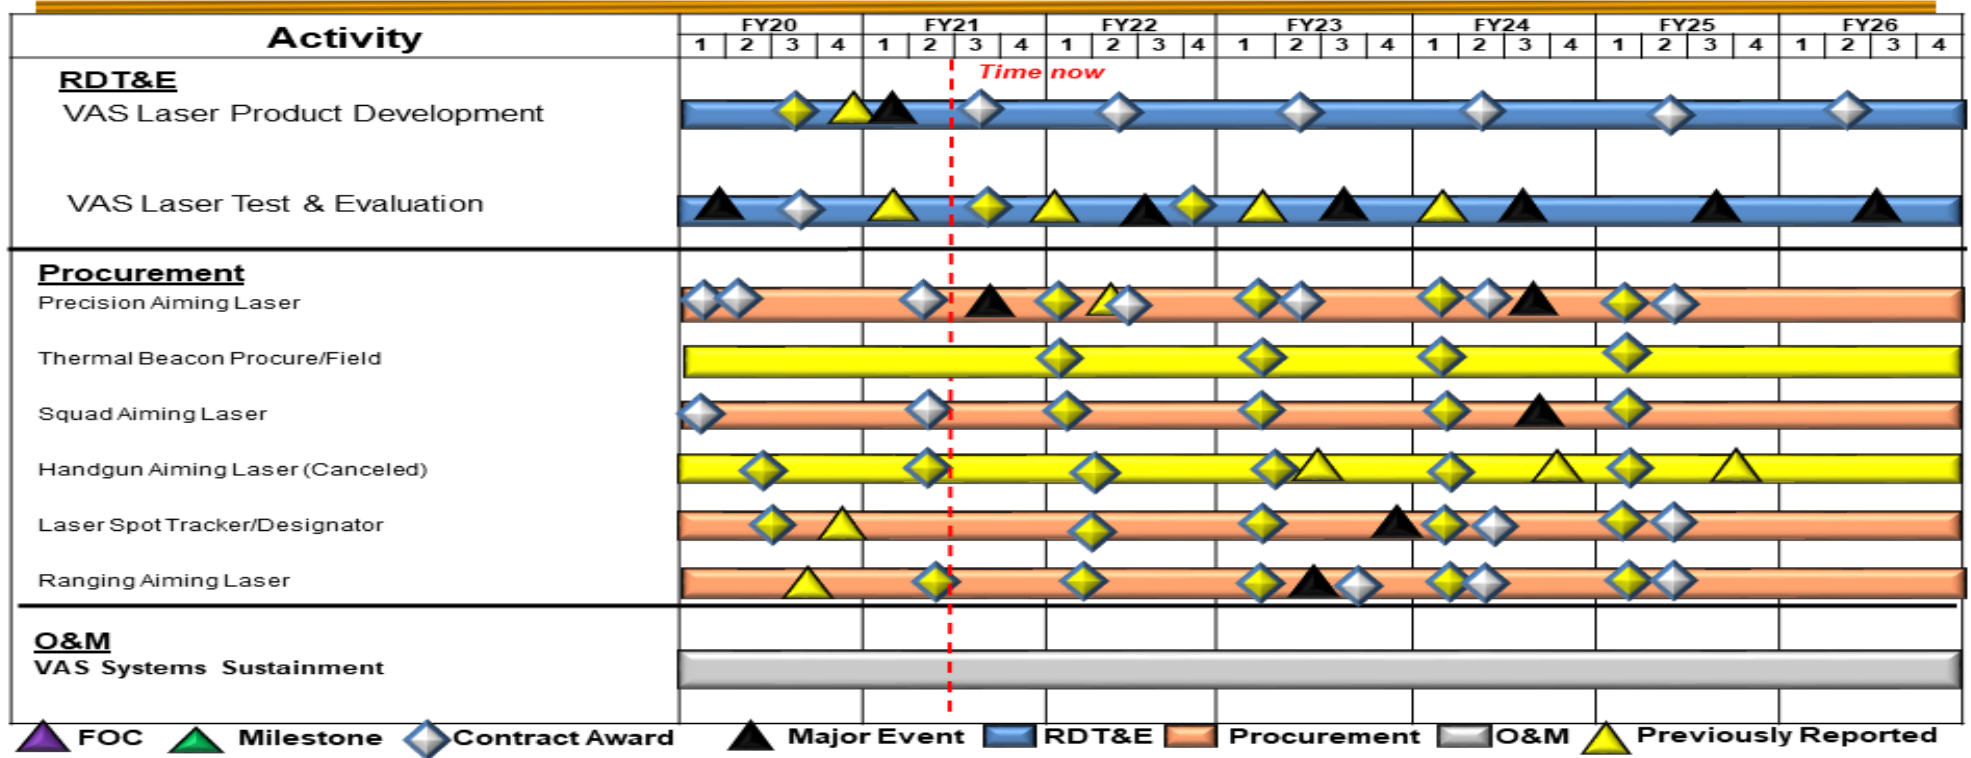 Activity
FY20 FY21 FY22 FY23 FY24 FY25 FY26
1 2 3 4 1 2 3 4 1 2 3 4 1 2 3 4 1 2 3 4 1 2 3 4 1 2 3 4
Time now
RDT&E
VAS Laser Product Development
VAS Laser Test & Evaluation
Procurement
Precision Aiming Laser
Thermal Beacon Procure/Field
Squad Aiming Laser
Handgun Aiming Laser (Canceled)
Laser Spot Tracker/Designator
Ranging Aiming Laser
O&M
VAS Systems Sustainment
FOC Milestone Contract Award Major Event RDT&E Procurement O&M Previously Reported